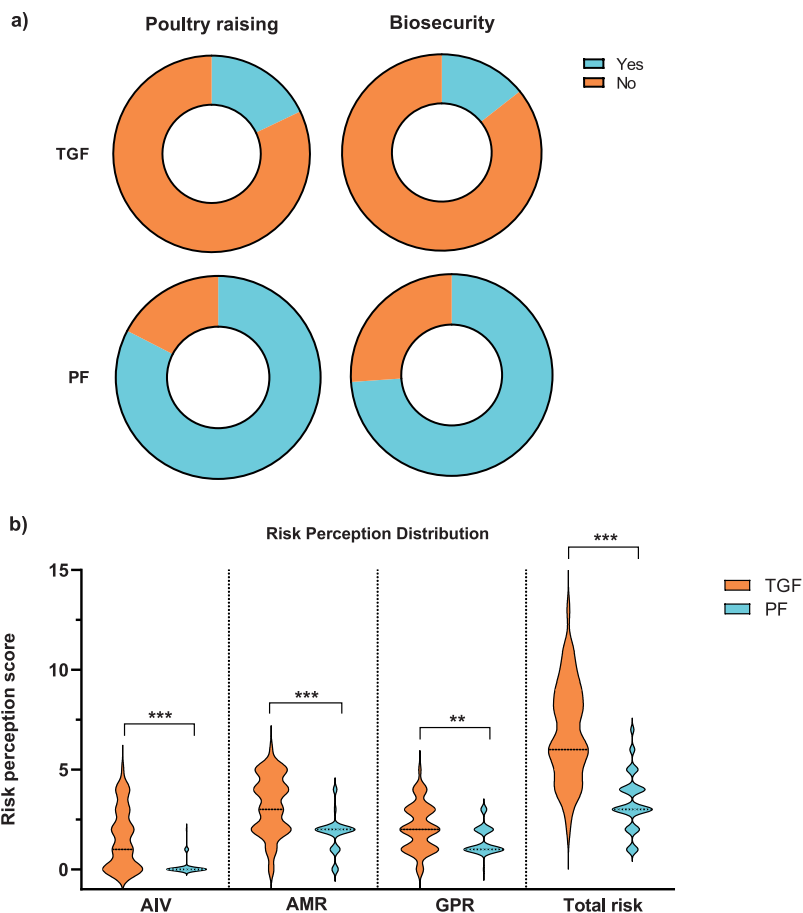 a)
Poultry raising
Biosecurity
Yes
No
TGF
PF
b)
Risk Perception Distribution
***
15
TGF
PF
10
***
***
**
5
0
Risk perception score
AIV
AMR
GPR
Total risk